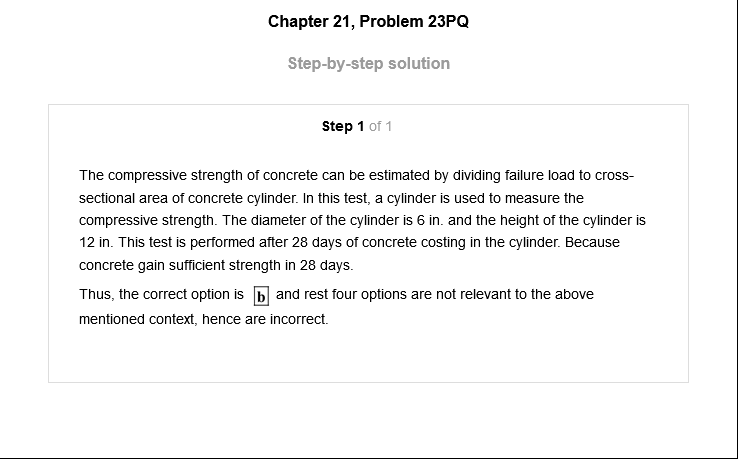 Chapter 21, Problem 23PQ
Step-by-step solution
Step 1 of 1
The compressive strength of concrete can be estimated by dividing failure load to cross-
sectional area of concrete cylinder. In this test, a cylinder is used to measure the
compressive strength. The diameter of the cylinder is 6 in. and the height of the cylinder is
12 in. This test is performed after 28 days of concrete costing in the cylinder. Because
concrete gain sufficient strength in 28 days.
Thus, the correct option is b and rest four options are not relevant to the above
mentioned context, hence are incorrect.